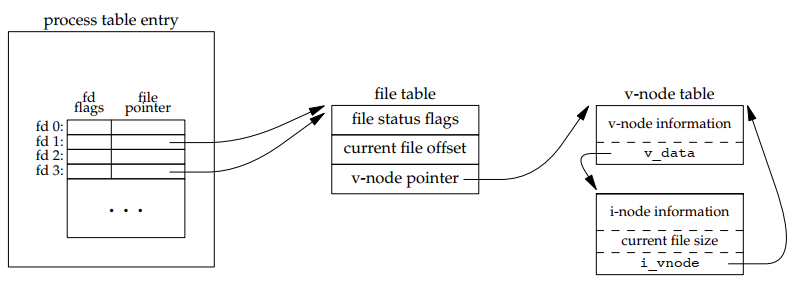 process table entry
fd
flags
file
pointer
fd 0:
fd 1:
fd 2:
fd 3:
. . .
file table
file status flags
current file offset
v-node pointer
v-node table
v-node information
v_data
i-node information
current file size
i_vnode